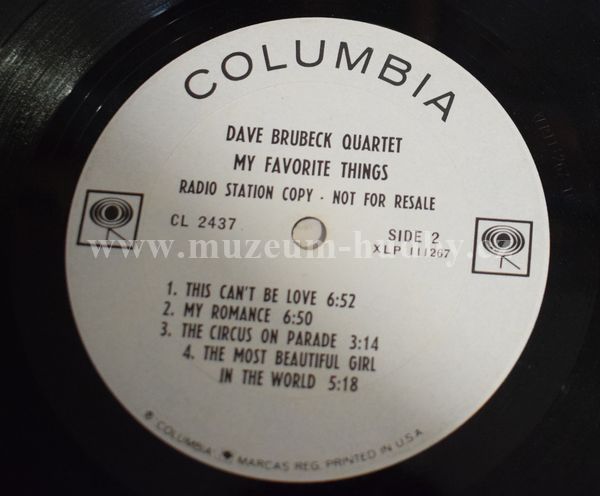 COLUMBIA
DAVE BRUBECK QUARTET
MY FAVORITE THINGS
RADIO STATION COPY - NOT FOR RESALE
CL 2437
SIDE 2
XLP 111267
1. THIS CAN'T BE LOVE 6:52
2. MY ROMANCE 6:50
3. THE CIRCUS ON PARADE 3:14
4. THE MOST BEAUTIFUL GIRL
IN THE WORLD 5:18
® COLUMBIA MARCAS REG. PRINTED IN U.S.A.